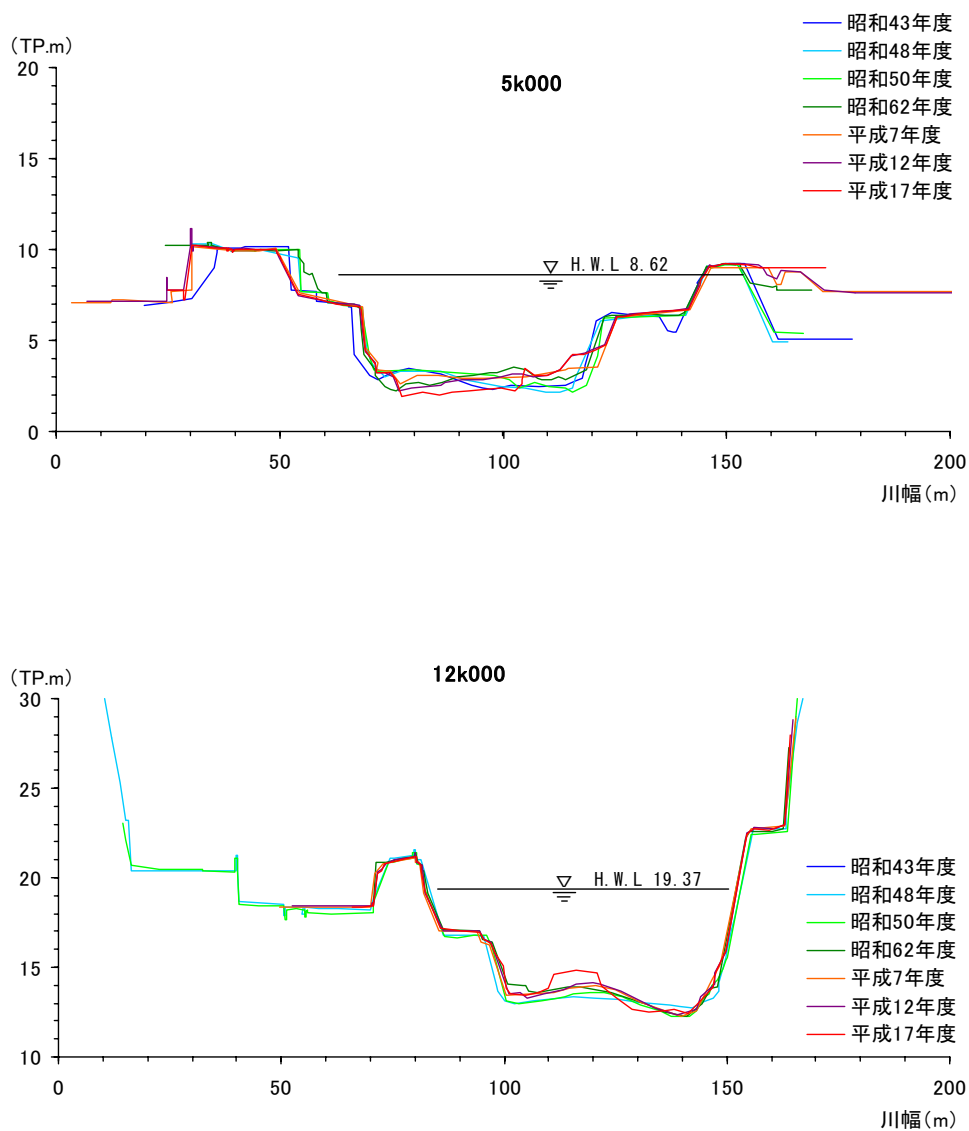 昭和43年度
昭和48年度
昭和50年度
昭和62年度
平成7年度
平成12年度
平成17年度
(TP.m)
5k000
20
15
10
5
0
H.W.L 8.62
0 50 100 150 200
川幅(m)
(TP.m)
12k000
30
25
20
15
10
H.W.L 19.37
昭和43年度
昭和48年度
昭和50年度
昭和62年度
平成7年度
平成12年度
平成17年度
0 50 100 150 200
川幅(m)